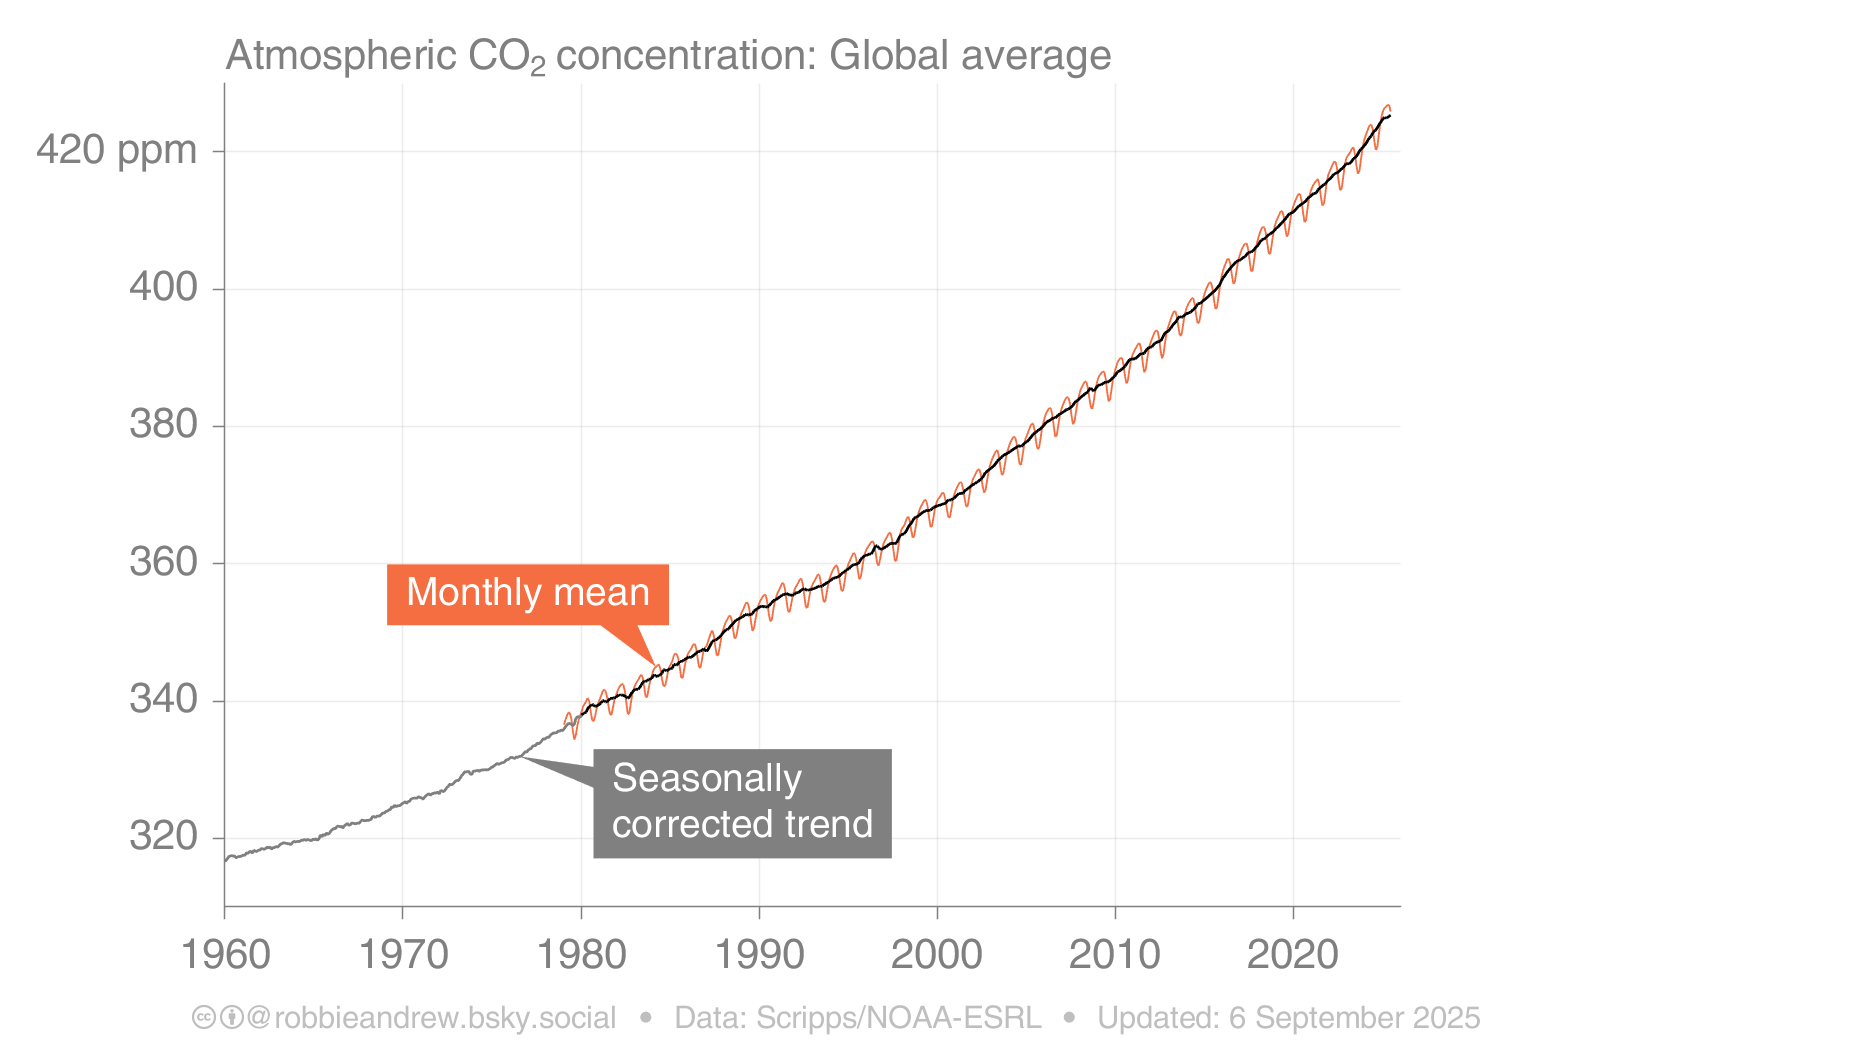 Atmospheric CO₂ concentration: Global average
420 ppm
400
380
360
340
320
Monthly mean
Seasonally
corrected trend
1960 1970 1980 1990 2000 2010 2020
cc @robbieandrew.bsky.social • Data: Scripps/NOAA-ESRL • Updated: 6 September 2025